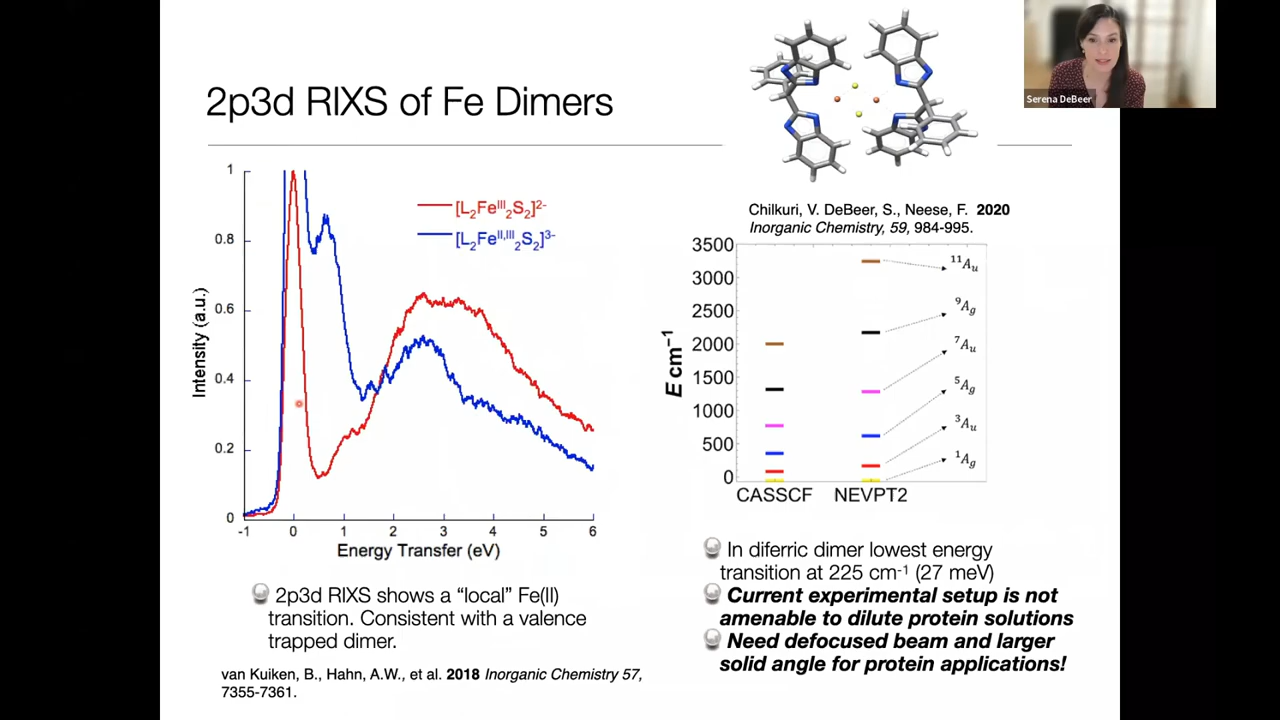 2p3d RIXS of Fe Dimers
Serena DeBeer
Chilkuri, V. DeBeer, S., Neese, F. 2020
Inorganic Chemistry, 59, 984-995.
[L2FeIII2S2]2-
[L2FeII,III2S2]3-
Intensity (a.u.)
1
0.8
0.6
0.4
0.2
0
-1 0 1 2 3 4 5 6
Energy Transfer (eV)
E cm-1
3500
3000
2500
2000
1500
1000
500
0
11Au
9Ag
7Au
5Ag
3Au
1Ag
CASSCF NEVPT2
2p3d RIXS shows a “local” Fe(II)
transition. Consistent with a valence
trapped dimer.
van Kuiken, B., Hahn, A.W., et al. 2018 Inorganic Chemistry 57,
7355-7361.
In diferric dimer lowest energy
transition at 225 cm-1 (27 meV)
Current experimental setup is not
amenable to dilute protein solutions
Need defocused beam and larger
solid angle for protein applications!